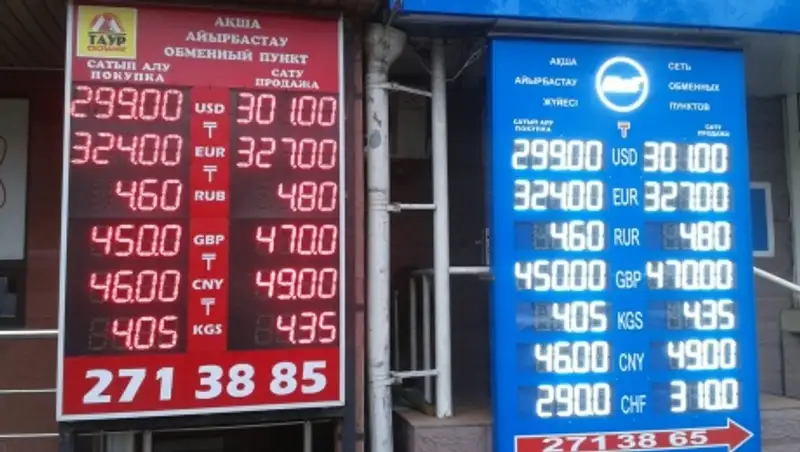 ТАУР
EXCHANGE
АҚША
АЙЫРБАСТАУ
ОБМЕННЫЙ ПУНКТ
САТЫП АЛУ САТУ
ПОКУПКА ПРОДАЖА
299.00 USD 301.00
₸
324.00 EUR 327.00
₸
4.60 RUB 4.80
450.0 GBP 470.0
₸
46.00 CNY 49.00
₸
4.05 KGS 4.35
271 38 85
АҚША СЕТЬ
АЙЫРБАСТАУ ОБМЕННЫХ
ЖҮЙЕСІ ПУНКТОВ
САТЫП АЛУ ₸ САТУ
ПОКУПКА ПРОДАЖА
299.00 USD 301.00
324.00 EUR 327.00
4.60 RUR 4.80
450.00 GBP 470.00
4.05 KGS 4.35
46.00 CNY 49.00
290.0 CHF 310.0
271 38 65